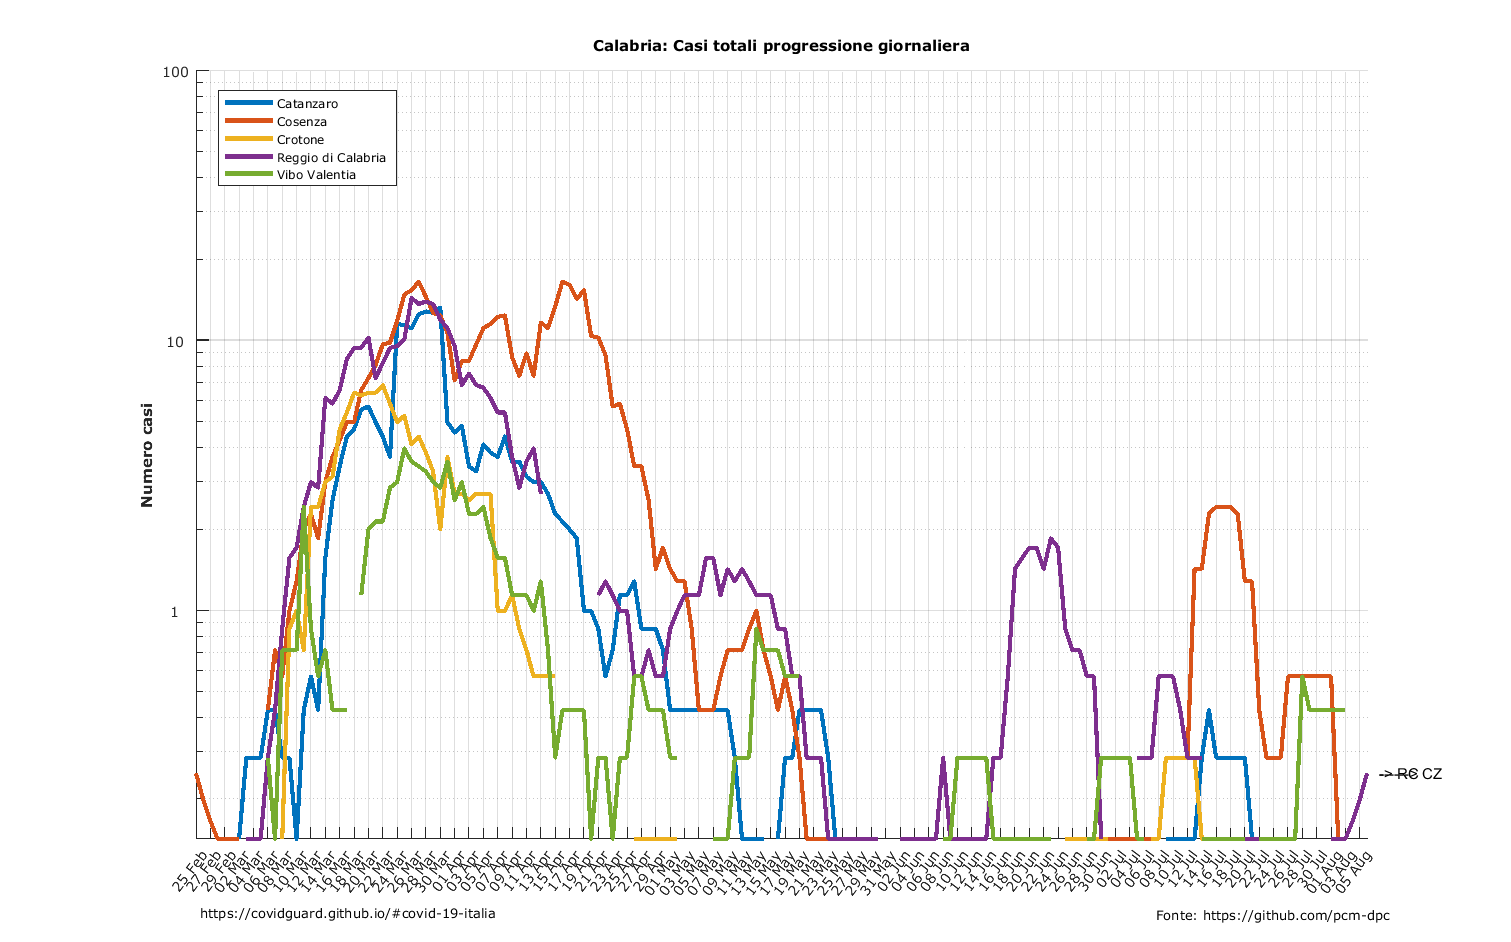 Calabria: Casi totali progressione giornaliera
100
10
1
Numero casi
Catanzaro
Cosenza
Crotone
Reggio di Calabria
Vibo Valentia
25 Feb
27 Feb
29 Feb
02 Mar
04 Mar
06 Mar
08 Mar
10 Mar
12 Mar
14 Mar
16 Mar
18 Mar
20 Mar
22 Mar
24 Mar
26 Mar
28 Mar
30 Mar
01 Apr
03 Apr
05 Apr
07 Apr
09 Apr
11 Apr
13 Apr
15 Apr
17 Apr
19 Apr
21 Apr
23 Apr
25 Apr
27 Apr
29 Apr
01 May
03 May
05 May
07 May
09 May
11 May
13 May
15 May
17 May
19 May
21 May
23 May
25 May
27 May
29 May
31 May
02 Jun
04 Jun
06 Jun
08 Jun
10 Jun
12 Jun
14 Jun
16 Jun
18 Jun
20 Jun
22 Jun
24 Jun
26 Jun
28 Jun
30 Jun
02 Jul
04 Jul
06 Jul
08 Jul
10 Jul
12 Jul
14 Jul
16 Jul
18 Jul
20 Jul
22 Jul
24 Jul
26 Jul
28 Jul
30 Jul
01 Aug
03 Aug
05 Aug
https://covidguard.github.io/#covid-19-italia
Fonte: https://github.com/pcm-dpc